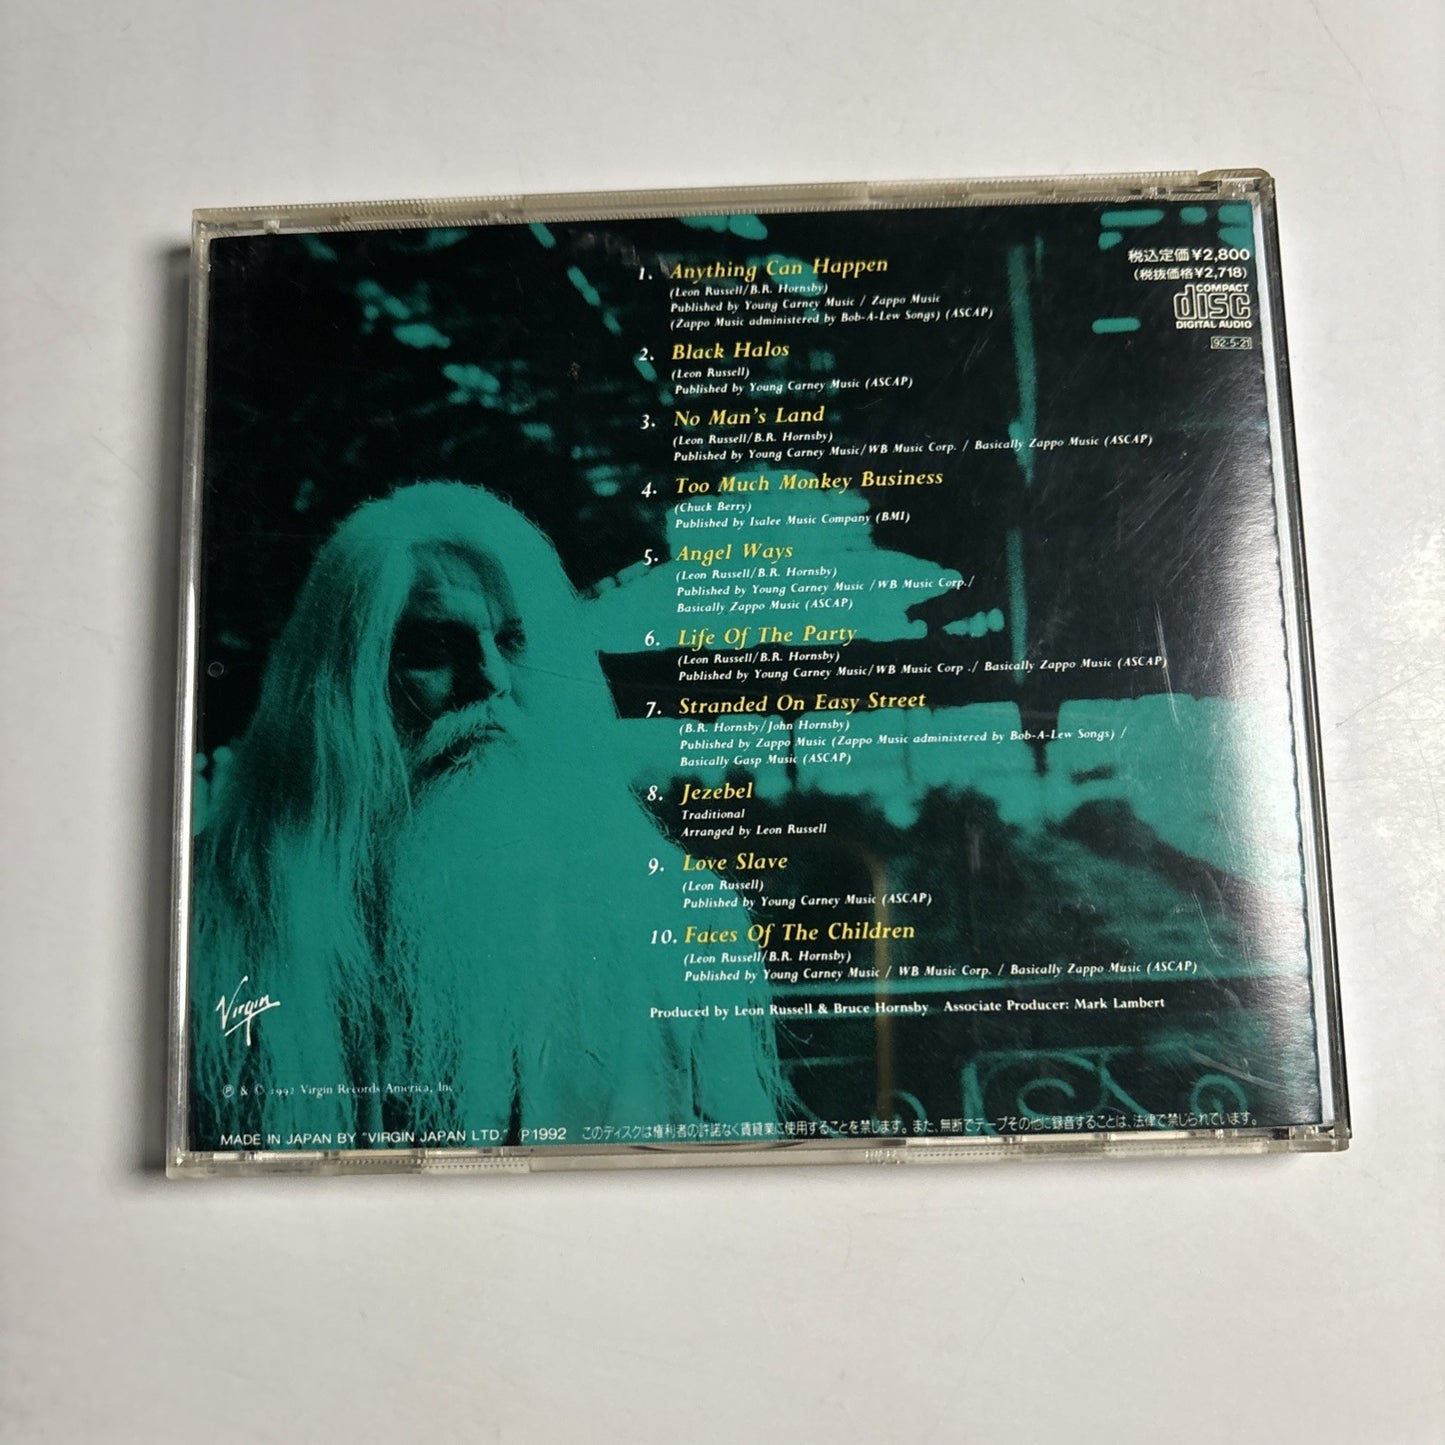 税込定価¥2,800
(税抜価格¥2,718)
COMPACT
disc
DIGITAL AUDIO
92-5-21
1. Anything Can Happen
(Leon Russell/B.R. Hornsby)
Published by Young Carney Music / Zappo Music
(Zappo Music administered by Bob-A-Lew Songs) (ASCAP)
2. Black Halos
(Leon Russell)
Published by Young Carney Music (ASCAP)
3. No Man's Land
(Leon Russell/B.R. Hornsby)
Published by Young Carney Music/WB Music Corp. / Basically Zappo Music (ASCAP)
4. Too Much Monkey Business
(Chuck Berry)
Published by Isalee Music Company (BMI)
5. Angel Ways
(Leon Russell/B.R. Hornsby)
Published by Young Carney Music /WB Music Corp./
Basically Zappo Music (ASCAP)
6. Life Of The Party
(Leon Russell/B.R. Hornsby)
Published by Young Carney Music/WB Music Corp ./ Basically Zappo Music (ASCAP)
7. Stranded On Easy Street
(B.R. Hornsby/John Hornsby)
Published by Zappo Music (Zappo Music administered by Bob-A-Lew Songs) /
Basically Gasp Music (ASCAP)
8. Jezebel
Traditional
Arranged by Leon Russell
9. Love Slave
(Leon Russell)
Published by Young Carney Music (ASCAP)
10. Faces Of The Children
(Leon Russell/B.R. Hornsby)
Published by Young Carney Music / WB Music Corp. / Basically Zappo Music (ASCAP)
Produced by Leon Russell & Bruce Hornsby Associate Producer: Mark Lambert
Virgin
℗ & © 1992 Virgin Records America, Inc.
MADE IN JAPAN BY "VIRGIN JAPAN LTD." ℗1992 このディスクは権利者の許諾なく賃貸業に使用することを禁じます。また、無断でテープその他に録音することは、法律で禁じられています。